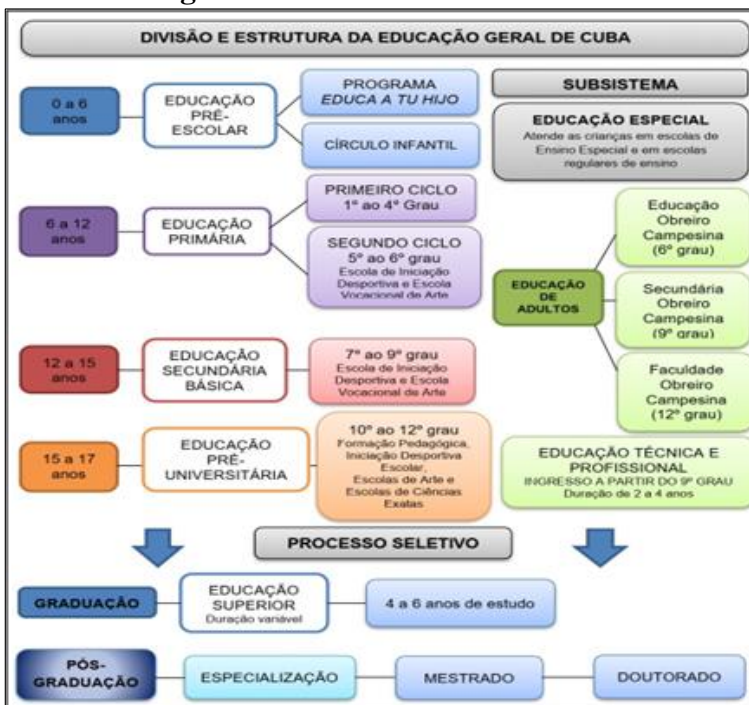 DIVISÃO E ESTRUTURA DA EDUCAÇÃO GERAL DE CUBA
0 a 6
anos
EDUCAÇÃO
PRÉ-
ESCOLAR
PROGRAMA
EDUCA A TU HIJO
CÍRCULO INFANTIL
6 a 12
anos
EDUCAÇÃO
PRIMÁRIA
PRIMEIRO CICLO
1º ao 4º Grau
SEGUNDO CICLO
5º ao 6º grau
Escola de Iniciação
Desportiva e Escola
Vocacional de Arte
12 a 15
anos
EDUCAÇÃO
SECUNDÁRIA
BÁSICA
7º ao 9º grau
Escola de Iniciação
Desportiva e Escola
Vocacional de Arte
15 a 17
anos
EDUCAÇÃO
PRÉ-
UNIVERSITÁRIA
10º ao 12º grau
Formação Pedagógica,
Iniciação Desportiva
Escolar,
Escolas de Arte e
Escolas de Ciências
Exatas
SUBSISTEMA
EDUCAÇÃO ESPECIAL
Atende as crianças em escolas de
Ensino Especial e em escolas
regulares de ensino
EDUCAÇÃO
DE
ADULTOS
Educação
Obreiro
Campesina
(6º grau)
Secundária
Obreiro
Campesina
(9º grau)
Faculdade
Obreiro
Campesina
(12º grau)
EDUCAÇÃO TÉCNICA E
PROFISSIONAL
INGRESSO A PARTIR DO 9º GRAU
Duração de 2 a 4 anos
PROCESSO SELETIVO
GRADUAÇÃO
EDUCAÇÃO
SUPERIOR
Duração variável
4 a 6 anos de estudo
PÓS-
GRADUAÇÃO
ESPECIALIZAÇÃO
MESTRADO
DOUTORADO